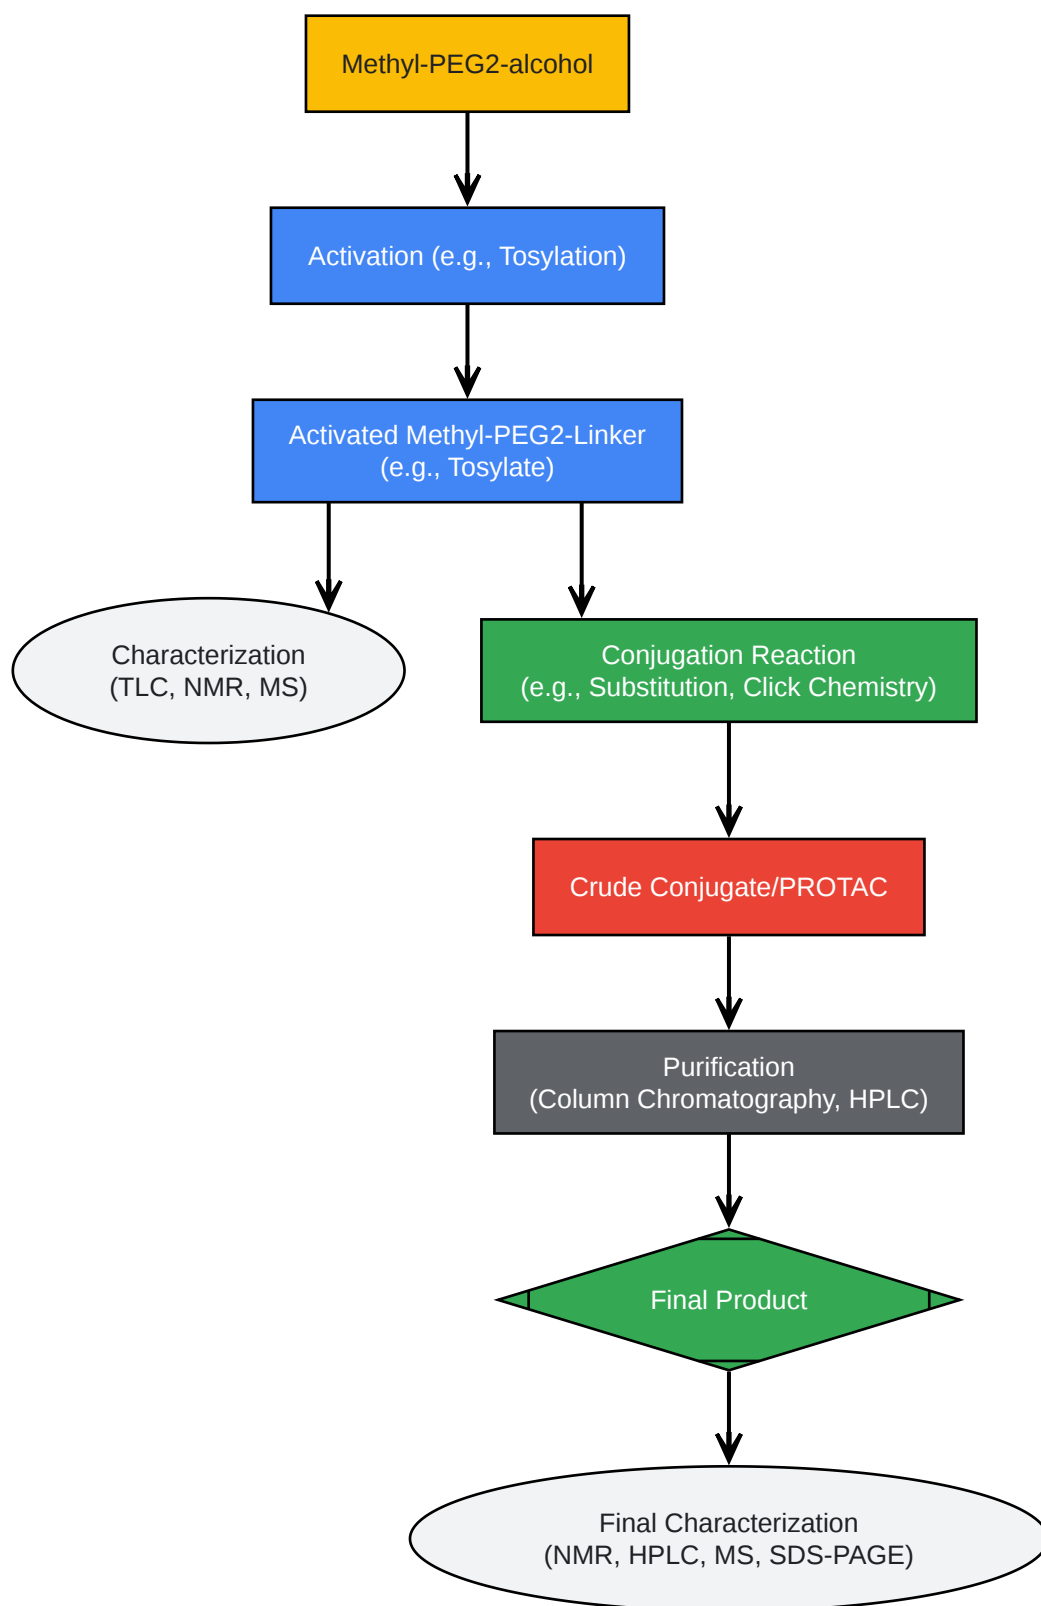 Methyl-PEG2-alcohol
Activation (e.g., Tosylation)
Activated Methyl-PEG2-Linker
(e.g., Tosylate)
Characterization
(TLC, NMR, MS)
Conjugation Reaction
(e.g., Substitution, Click Chemistry)
Crude Conjugate/PROTAC
Purification
(Column Chromatography, HPLC)
Final Product
Final Characterization
(NMR, HPLC, MS, SDS-PAGE)